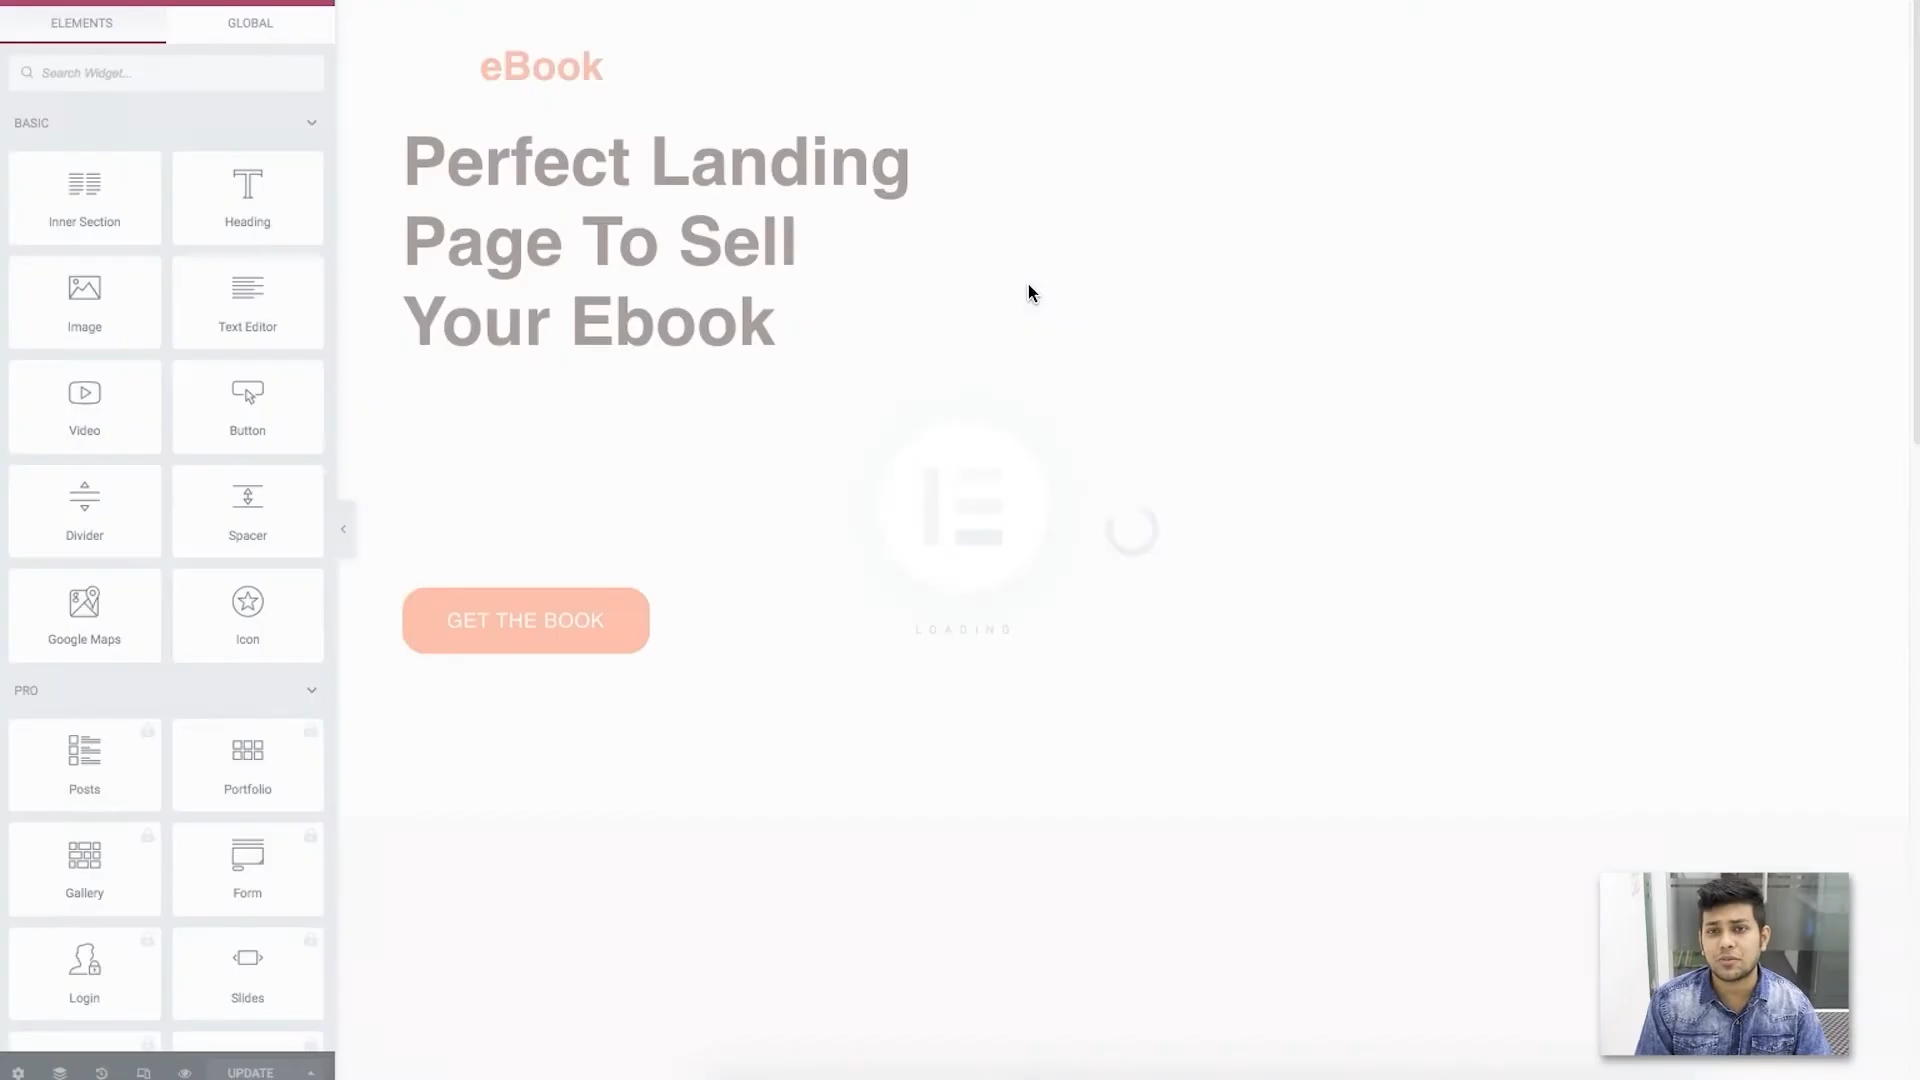 ELEMENTS
GLOBAL
Search Widget...
BASIC
Inner Section
Heading
Image
Text Editor
Video
Button
Divider
Spacer
Google Maps
Icon
PRO
Posts
Portfolio
Gallery
Form
Login
Slides
UPDATE
eBook
Perfect Landing
Page To Sell
Your Ebook
GET THE BOOK
LOADING